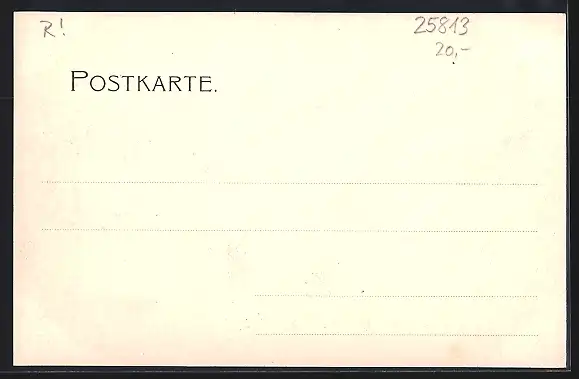 R! 25813
20,-
POSTKARTE.